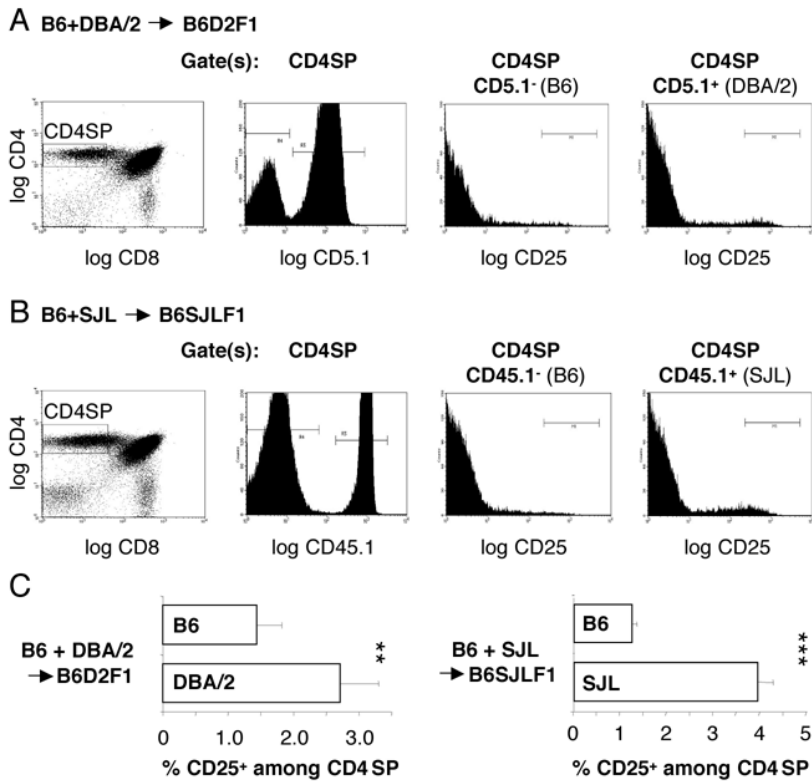 A
B6+DBA/2 → B6D2F1
Gate(s): CD4SP
CD4SP
CD5.1- (B6)
CD4SP
CD5.1+ (DBA/2)
CD4SP
log CD4
log CD8
log CD5.1
log CD25
log CD25
B
B6+SJL → B6SJLF1
Gate(s): CD4SP
CD4SP
CD45.1- (B6)
CD4SP
CD45.1+ (SJL)
CD4SP
log CD4
log CD8
log CD45.1
log CD25
log CD25
C
B6 + DBA/2
→ B6D2F1
B6
DBA/2
**
0 1.0 2.0 3.0
% CD25+ among CD4 SP
B6 + SJL
→ B6SJLF1
B6
SJL
***
0 1 2 3 4 5
% CD25+ among CD4 SP